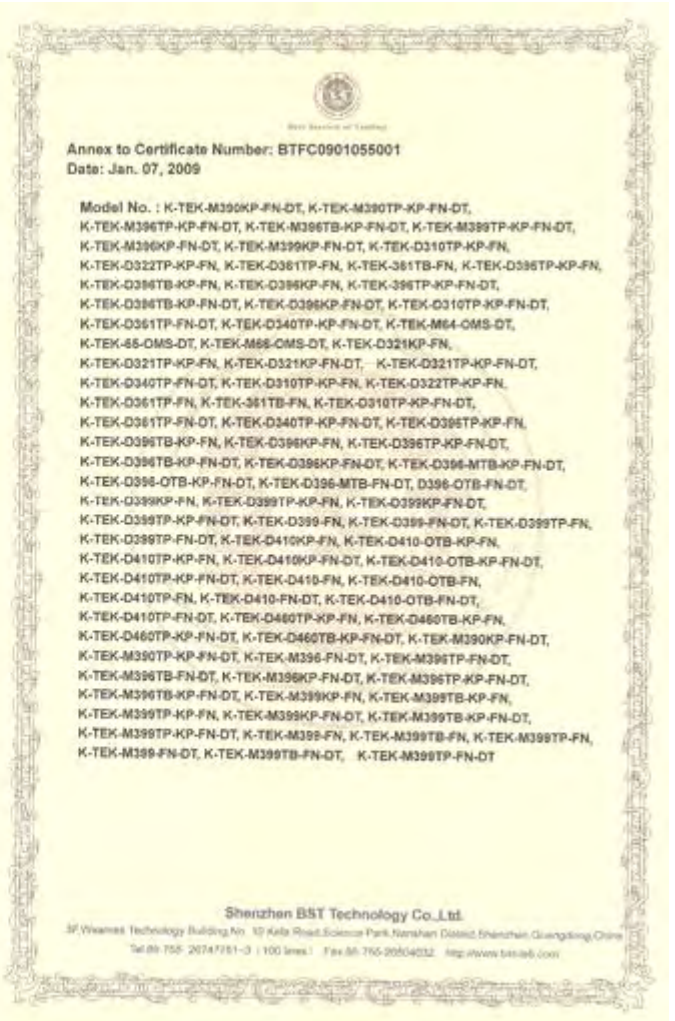 Best Service of Testing
Annex to Certificate Number: BTFC0901055001
Date: Jan. 07, 2009
Model No. : K-TEK-M390KP-FN-DT, K-TEK-M390TP-KP-FN-DT,
K-TEK-M396TP-KP-FN-DT, K-TEK-M396TB-KP-FN-DT, K-TEK-M399TP-KP-FN-DT,
K-TEK-M396KP-FN-DT, K-TEK-M399KP-FN-DT, K-TEK-D310TP-KP-FN,
K-TEK-D322TP-KP-FN, K-TEK-D361TP-FN, K-TEK-361TB-FN, K-TEK-D396TP-KP-FN,
K-TEK-D396TB-KP-FN, K-TEK-D396KP-FN, K-TEK-396TP-KP-FN-DT,
K-TEK-D396TB-KP-FN-DT, K-TEK-D396KP-FN-DT, K-TEK-D310TP-KP-FN-DT,
K-TEK-D361TP-FN-DT, K-TEK-D340TP-KP-FN-DT, K-TEK-M64-OMS-DT,
K-TEK-65-OMS-DT, K-TEK-M66-OMS-DT, K-TEK-D321KP-FN,
K-TEK-D321TP-KP-FN, K-TEK-D321KP-FN-DT, K-TEK-D321TP-KP-FN-DT,
K-TEK-D340TP-FN-DT, K-TEK-D310TP-KP-FN, K-TEK-D322TP-KP-FN,
K-TEK-D361TP-FN, K-TEK-361TB-FN, K-TEK-D310TP-KP-FN-DT,
K-TEK-D361TP-FN-DT, K-TEK-D340TP-KP-FN-DT, K-TEK-D396TP-KP-FN,
K-TEK-D396TB-KP-FN, K-TEK-D396KP-FN, K-TEK-D396TP-KP-FN-DT,
K-TEK-D396TB-KP-FN-DT, K-TEK-D396KP-FN-DT, K-TEK-D396-MTB-KP-FN-DT,
K-TEK-D396-OTB-KP-FN-DT, K-TEK-D396-MTB-FN-DT, D396-OTB-FN-DT,
K-TEK-D399KP-FN, K-TEK-D399TP-KP-FN, K-TEK-D399KP-FN-DT,
K-TEK-D399TP-KP-FN-DT, K-TEK-D399-FN, K-TEK-D399-FN-DT, K-TEK-D399TP-FN,
K-TEK-D399TP-FN-DT, K-TEK-D410KP-FN, K-TEK-D410-OTB-KP-FN,
K-TEK-D410TP-KP-FN, K-TEK-D410KP-FN-DT, K-TEK-D410-OTB-KP-FN-DT,
K-TEK-D410TP-KP-FN-DT, K-TEK-D410-FN, K-TEK-D410-OTB-FN,
K-TEK-D410TP-FN, K-TEK-D410-FN-DT, K-TEK-D410-OTB-FN-DT,
K-TEK-D410TP-FN-DT, K-TEK-D460TP-KP-FN, K-TEK-D460TB-KP-FN,
K-TEK-D460TP-KP-FN-DT, K-TEK-D460TB-KP-FN-DT, K-TEK-M390KP-FN-DT,
K-TEK-M390TP-KP-FN-DT, K-TEK-M396-FN-DT, K-TEK-M396TP-FN-DT,
K-TEK-M396TB-FN-DT, K-TEK-M396KP-FN-DT, K-TEK-M396TP-KP-FN-DT,
K-TEK-M396TB-KP-FN-DT, K-TEK-M399KP-FN, K-TEK-M399TB-KP-FN,
K-TEK-M399TP-KP-FN, K-TEK-M399KP-FN-DT, K-TEK-M399TB-KP-FN-DT,
K-TEK-M399TP-KP-FN-DT, K-TEK-M399-FN, K-TEK-M399TB-FN, K-TEK-M399TP-FN,
K-TEK-M399-FN-DT, K-TEK-M399TB-FN-DT, K-TEK-M399TP-FN-DT
Shenzhen BST Technology Co.,Ltd.
Technology Building,No. 10 Kefa Road,Science Park,Nanshan District,Shenzhen,Guangdong,China